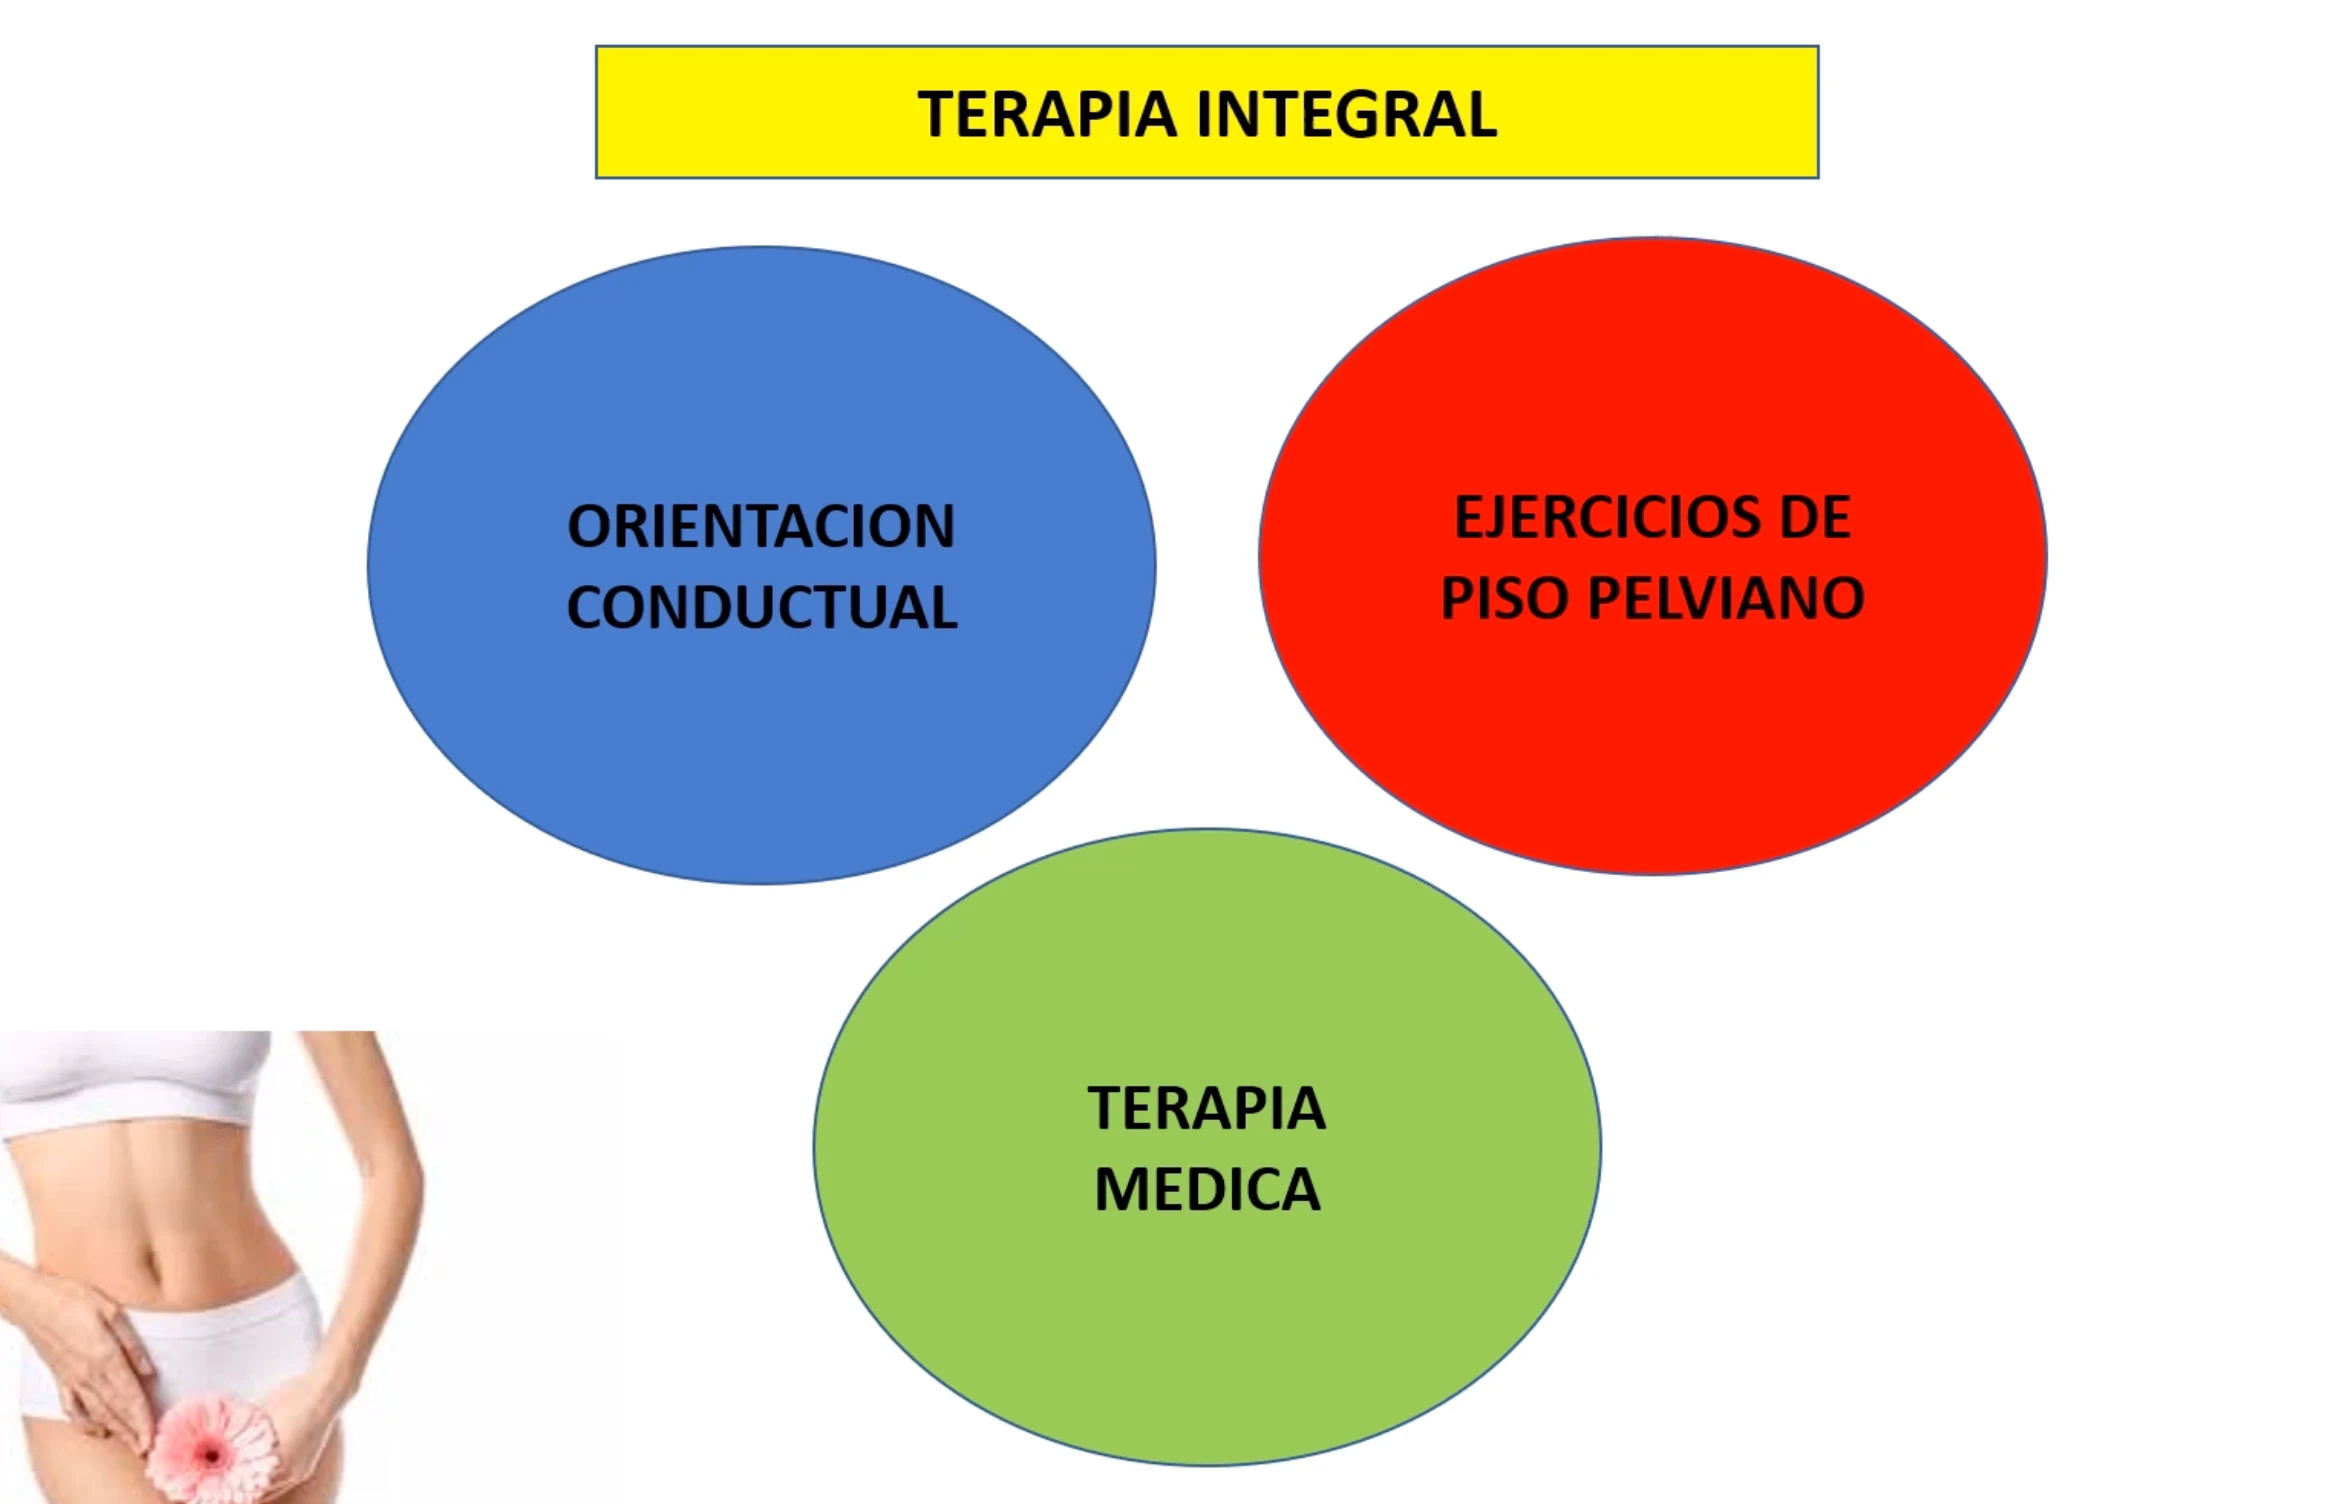 TERAPIA INTEGRAL
ORIENTACION
CONDUCTUAL
EJERCICIOS DE
PISO PELVIANO
TERAPIA
MEDICA